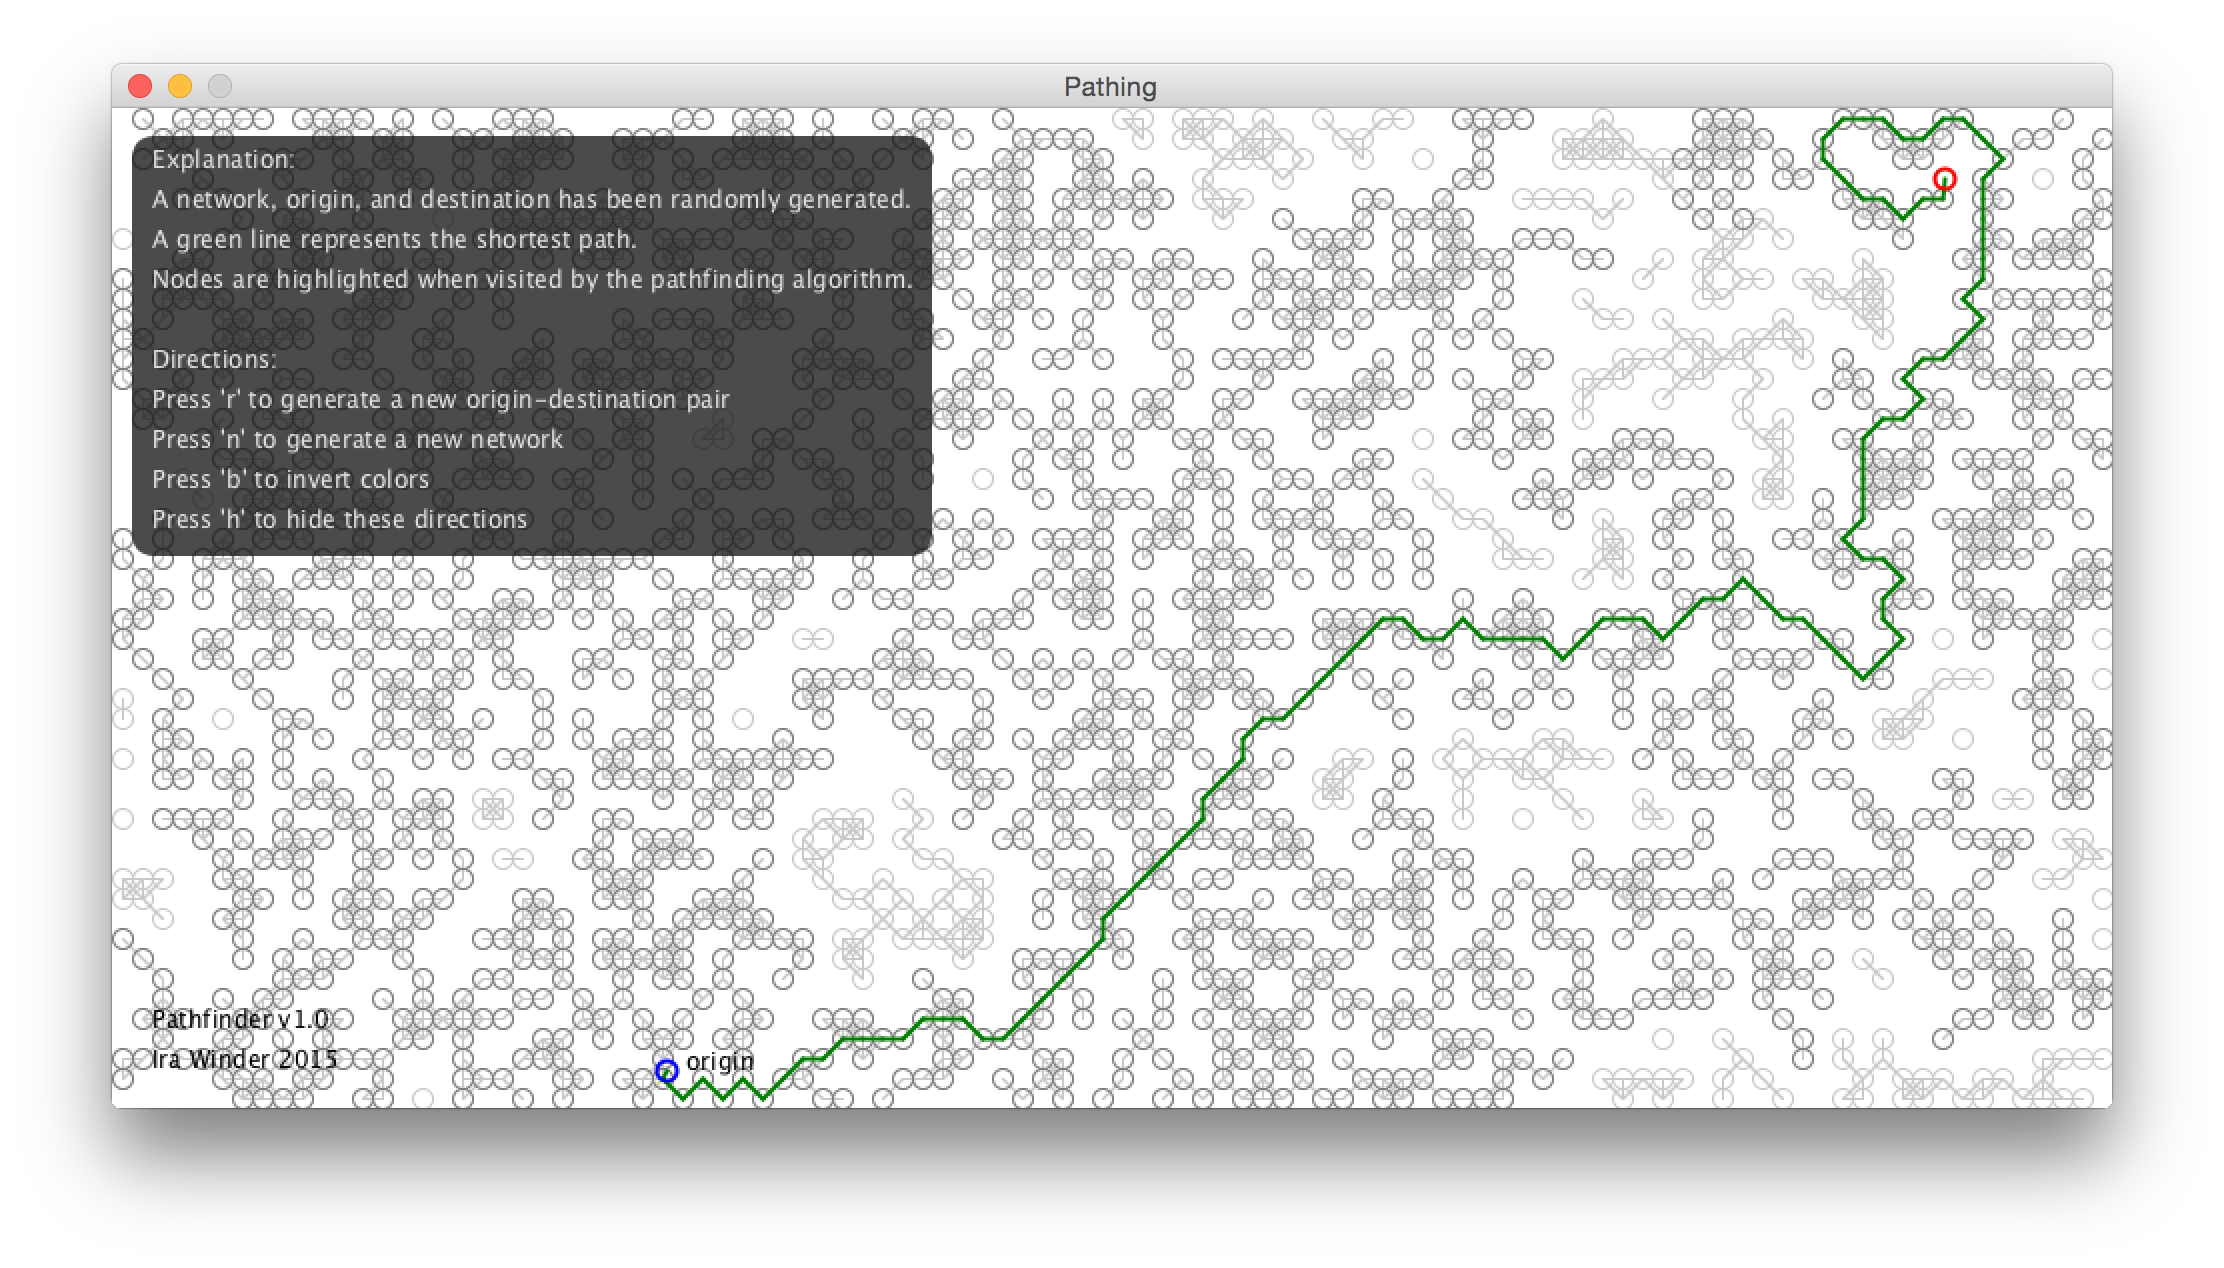 Pathing
Explanation:
A network, origin, and destination has been randomly generated.
A green line represents the shortest path.
Nodes are highlighted when visited by the pathfinding algorithm.
Directions:
Press 'r' to generate a new origin-destination pair
Press 'n' to generate a new network
Press 'b' to invert colors
Press 'h' to hide these directions
Pathfinder v1.0
Ira Winder 2015
origin